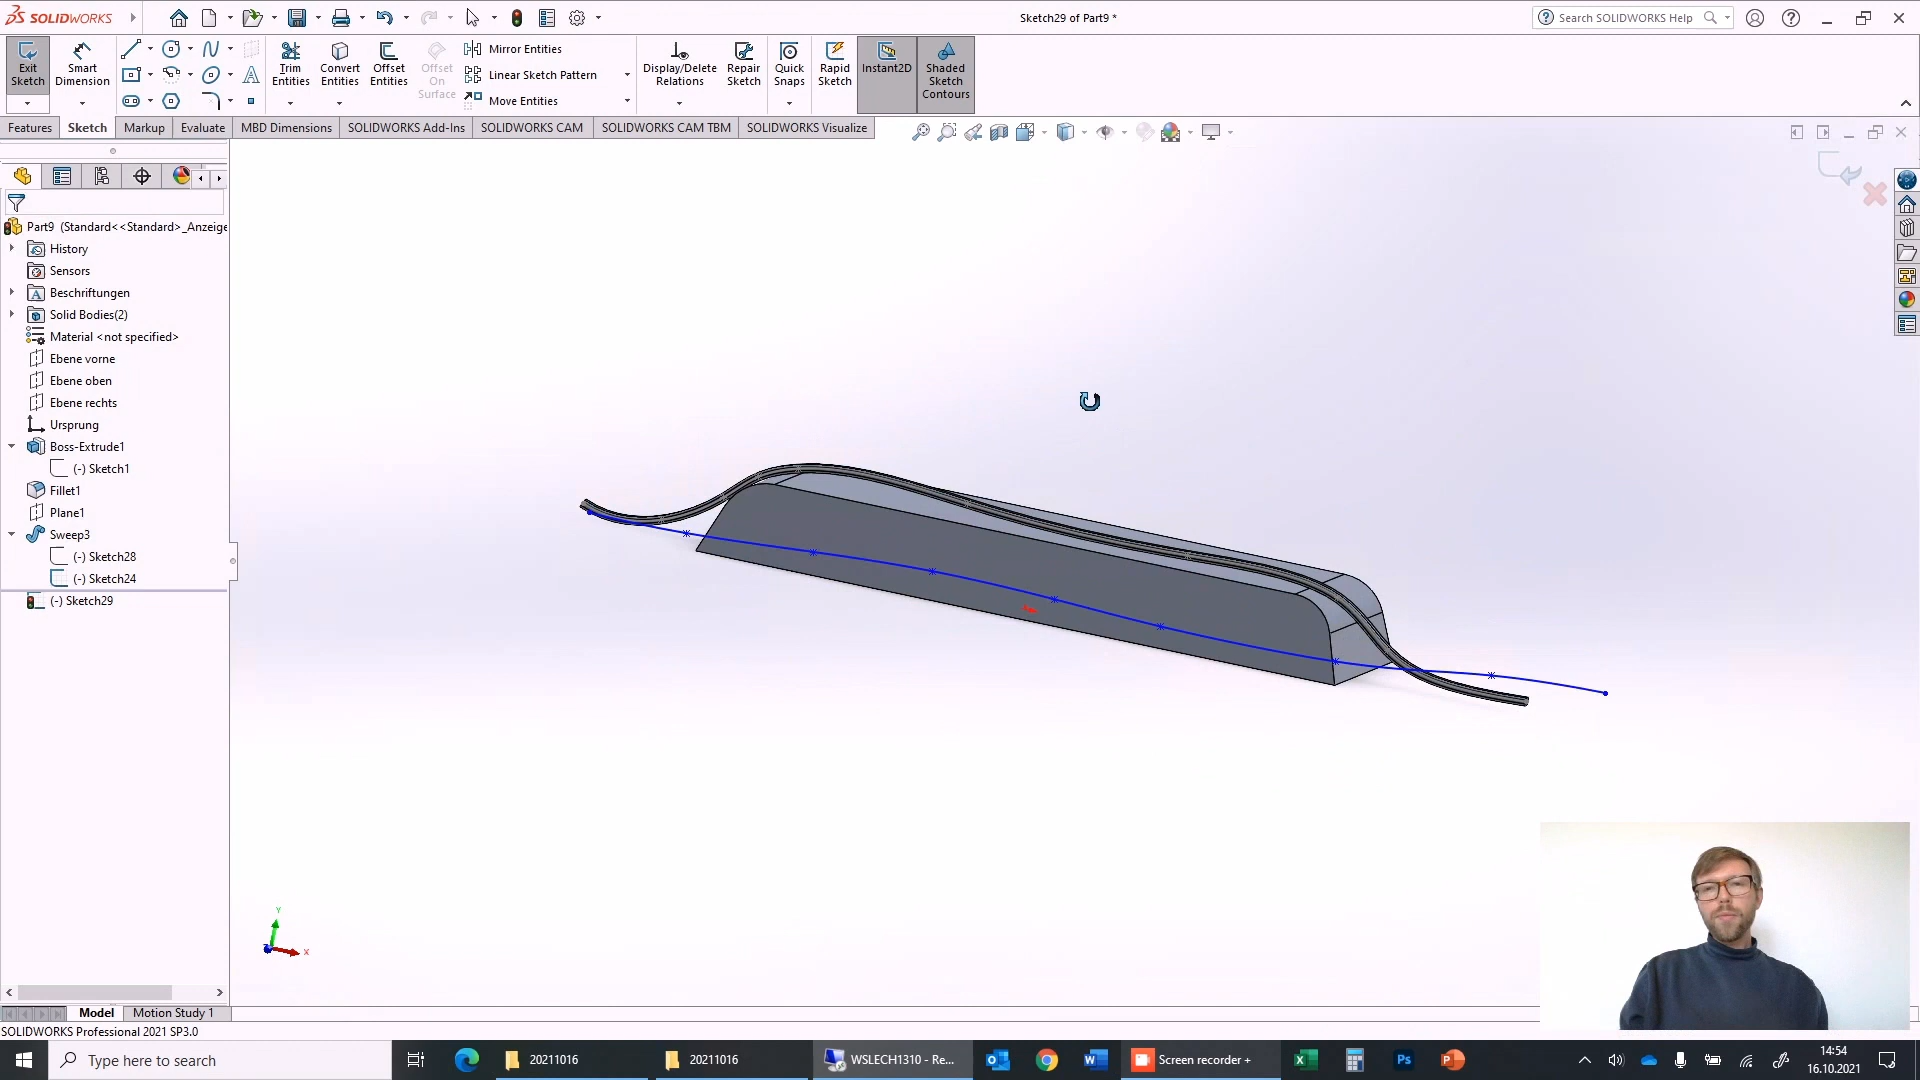 SOLIDWORKS
Sketch29 of Part9 *
Search SOLIDWORKS Help
Exit Sketch
Smart Dimension
Trim Entities
Convert Entities
Offset Entities
Offset On Surface
Mirror Entities
Linear Sketch Pattern
Move Entities
Display/Delete Relations
Repair Sketch
Quick Snaps
Rapid Sketch
Instant2D
Shaded Sketch Contours
Features
Sketch
Markup
Evaluate
MBD Dimensions
SOLIDWORKS Add-Ins
SOLIDWORKS CAM
SOLIDWORKS CAM TBM
SOLIDWORKS Visualize
Part9 (Standard<<Standard>_Anzeige
History
Sensors
Beschriftungen
Solid Bodies(2)
Material <not specified>
Ebene vorne
Ebene oben
Ebene rechts
Ursprung
Boss-Extrude1
(-) Sketch1
Fillet1
Plane1
Sweep3
(-) Sketch28
(-) Sketch24
(-) Sketch29
Y
X
Model
Motion Study 1
SOLIDWORKS Professional 2021 SP3.0
Type here to search
20211016
20211016
WSLECH1310 - Re...
Screen recorder +
14:54
16.10.2021